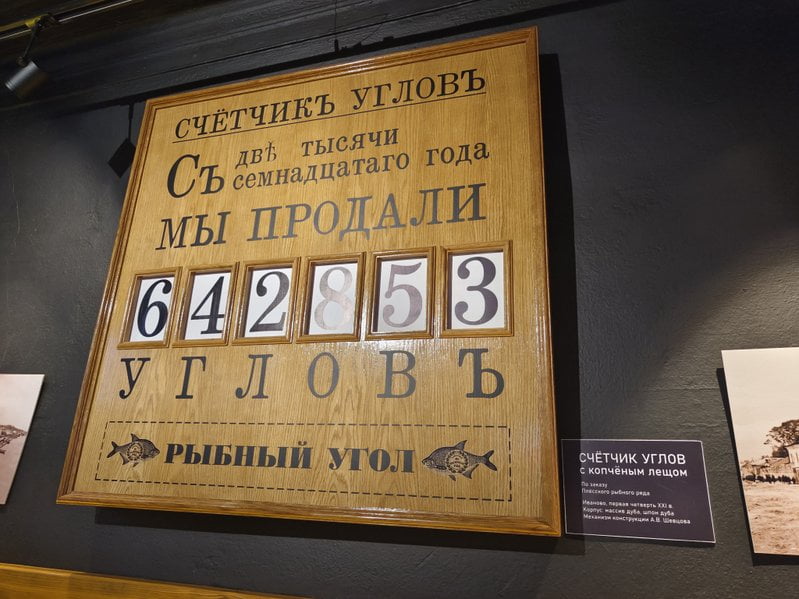 СЧЁТЧИКЪ УГЛОВЪ
Съ двѣ тысячи
семнадцатаго года
МЫ ПРОДАЛИ
642853
УГЛОВЪ
РЫБНЫЙ УГОЛ
СЧЁТЧИК УГЛОВ
с копчёным лещом
По заказу
Плёсского рыбного ряда
Иваново, первая четверть XXI в.
Корпус: массив дуба, шпон дуба
Механизм конструкции А.В. Шевцова